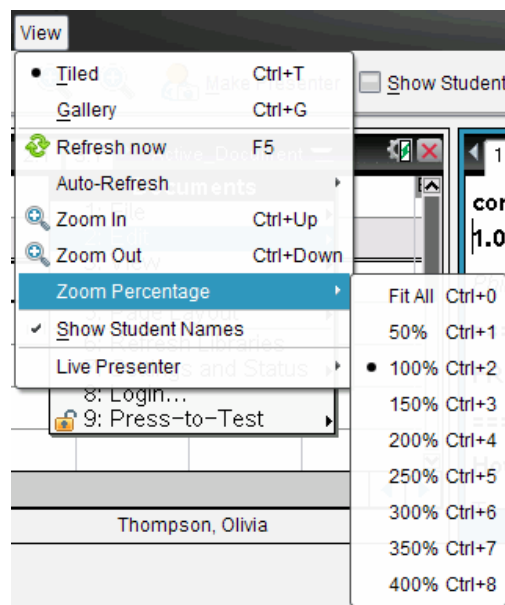 View
Make Presenter
Show Student
Tiled Ctrl+T
Gallery Ctrl+G
Refresh now F5
Auto-Refresh
Zoom In Ctrl+Up
Zoom Out Ctrl+Down
Zoom Percentage
Show Student Names
Live Presenter
8: Login...
9: Press-to-Test
Thompson, Olivia
1
1.0
Fit All Ctrl+0
50% Ctrl+1
100% Ctrl+2
150% Ctrl+3
200% Ctrl+4
250% Ctrl+5
300% Ctrl+6
350% Ctrl+7
400% Ctrl+8